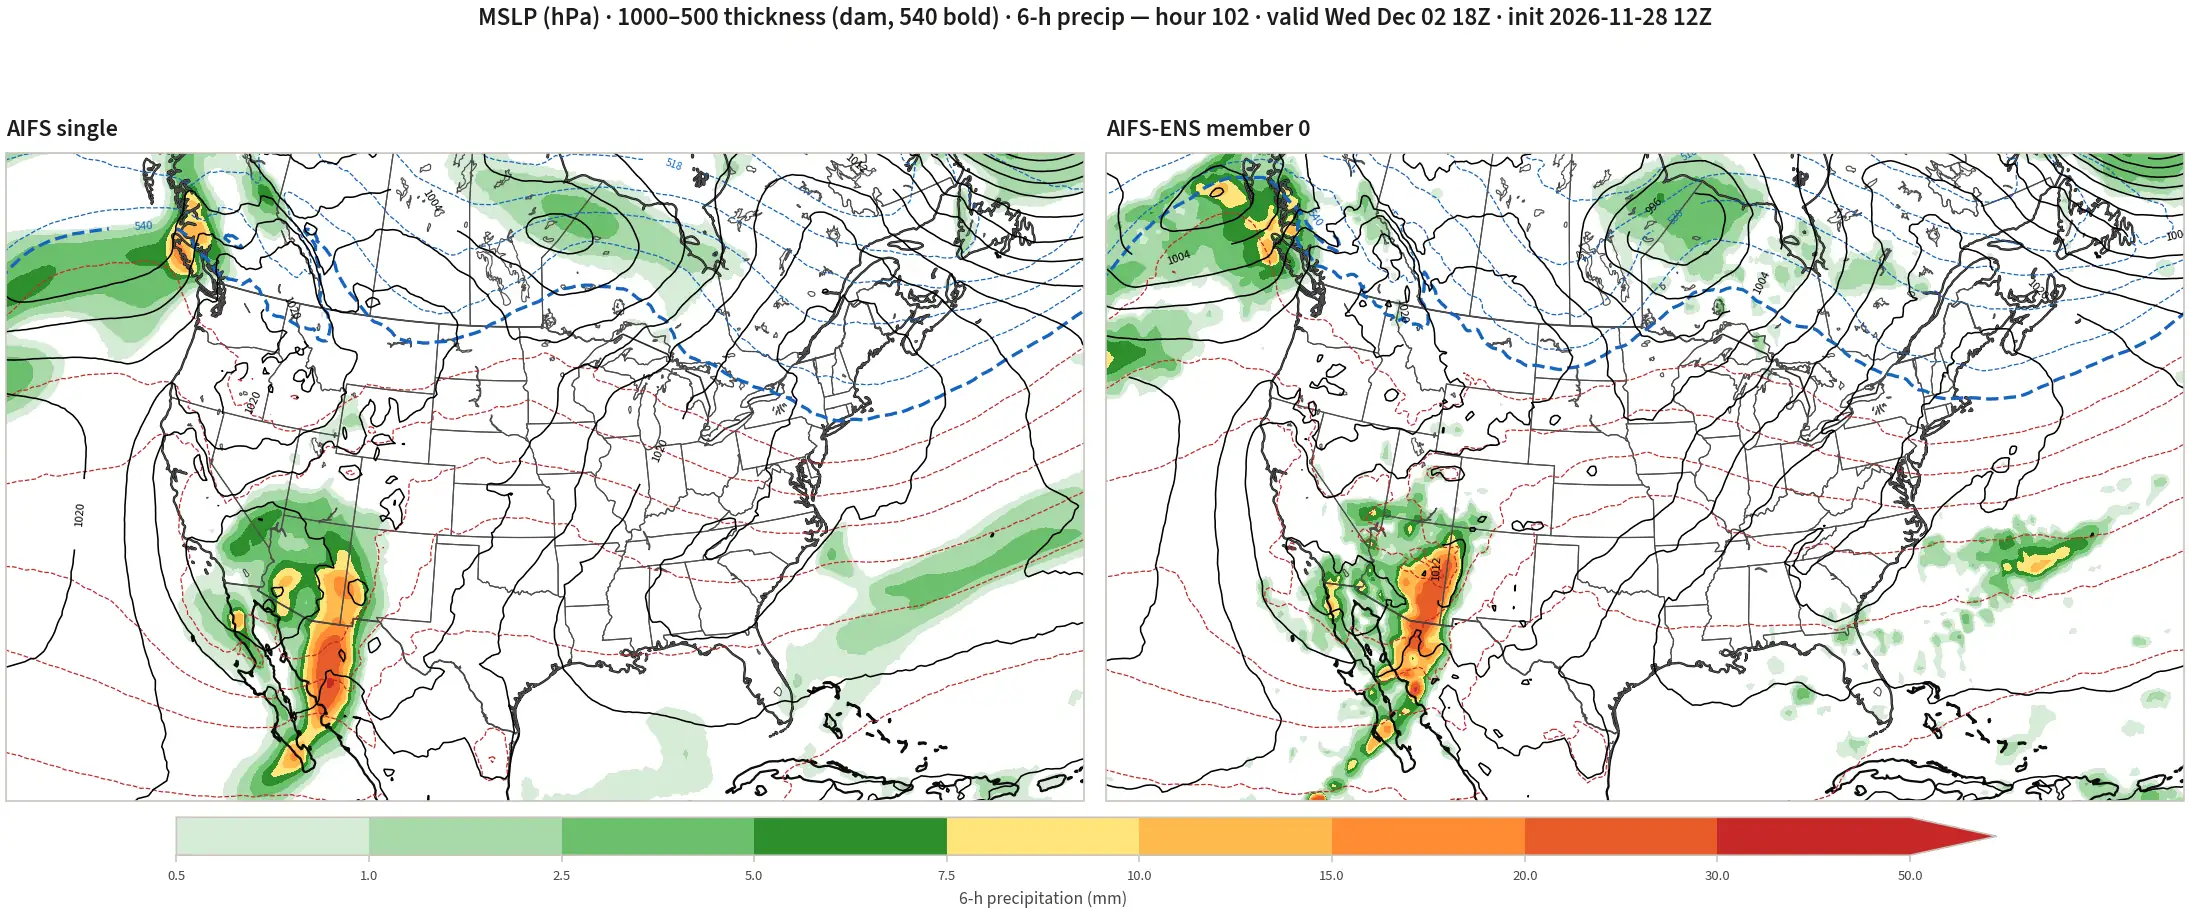 MSLP (hPa) · 1000–500 thickness (dam, 540 bold) · 6-h precip — hour 102 · valid Wed Dec 02 18Z · init 2026-11-28 12Z
AIFS single
AIFS-ENS member 0
518
1004
540
1020
1020
1020
996
1004
1004
1020
1012
0.5 1.0 2.5 5.0 7.5 10.0 15.0 20.0 30.0 50.0
6-h precipitation (mm)